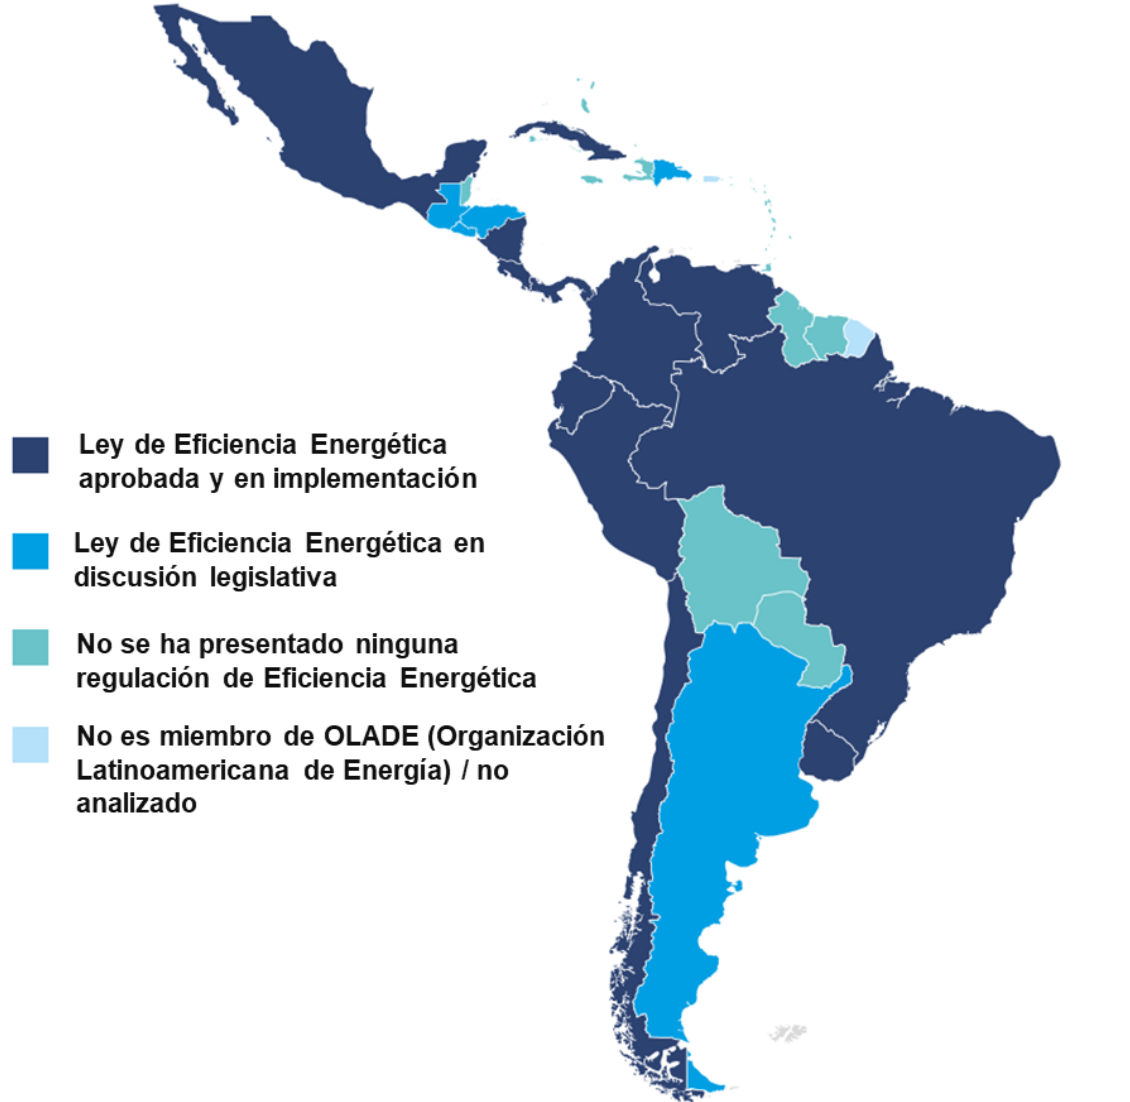 Ley de Eficiencia Energética
aprobada y en implementación
Ley de Eficiencia Energética en
discusión legislativa
No se ha presentado ninguna
regulación de Eficiencia Energética
No es miembro de OLADE (Organización
Latinoamericana de Energía) / no
analizado